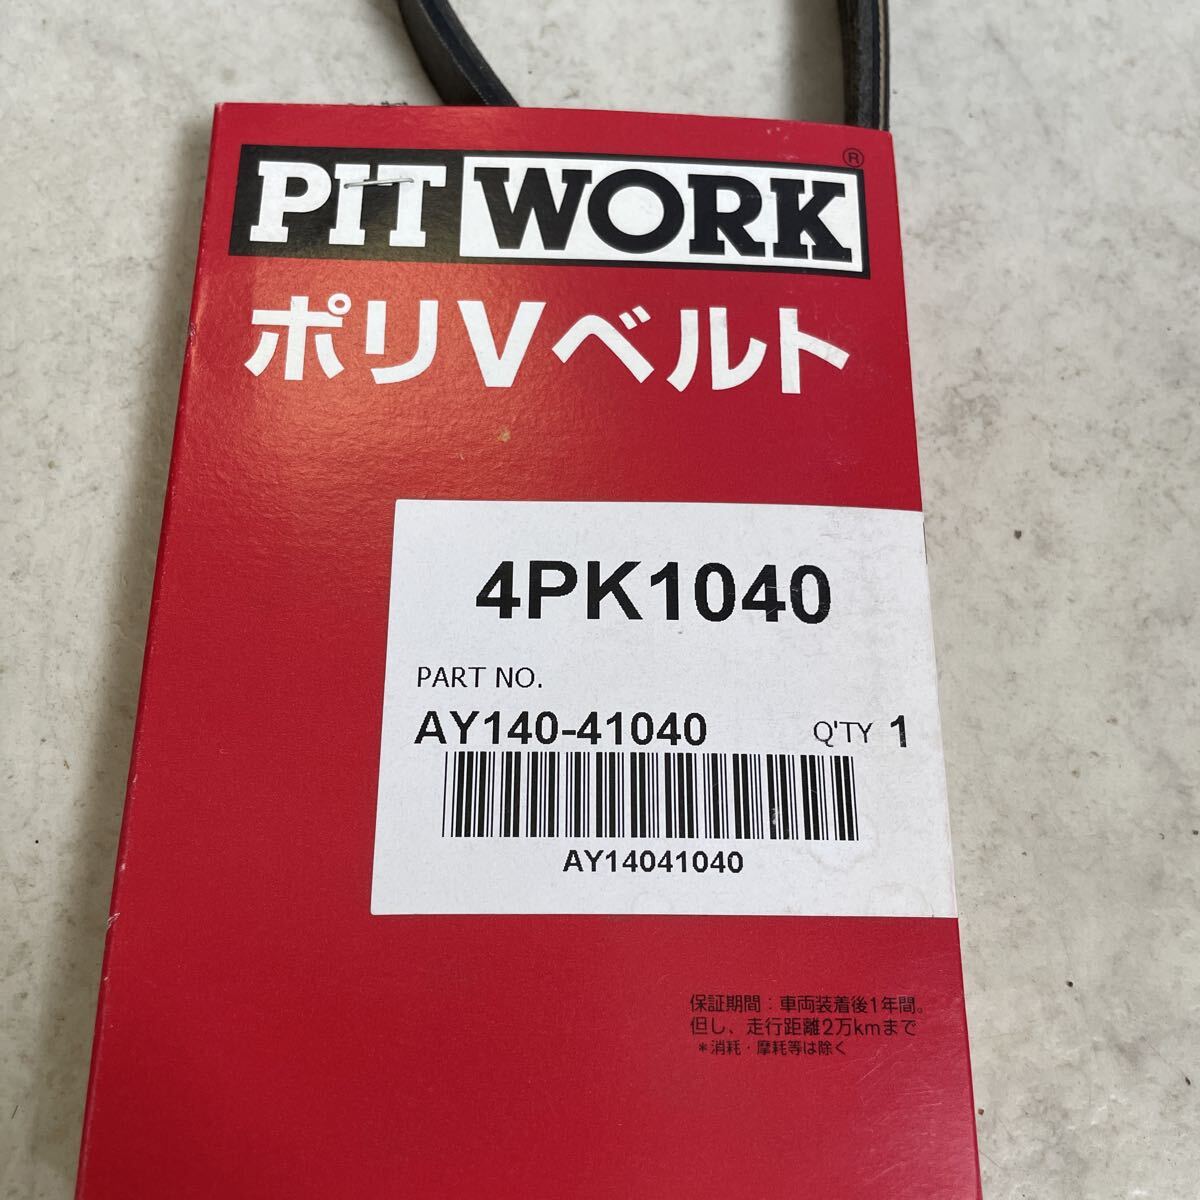 PIT WORK ®
ポリVベルト
4PK1040
PART NO.
AY140-41040 Q'TY 1
AY14041040
保証期間：車両装着後1年間。
但し、走行距離2万kmまで
*消耗・摩耗等は除く